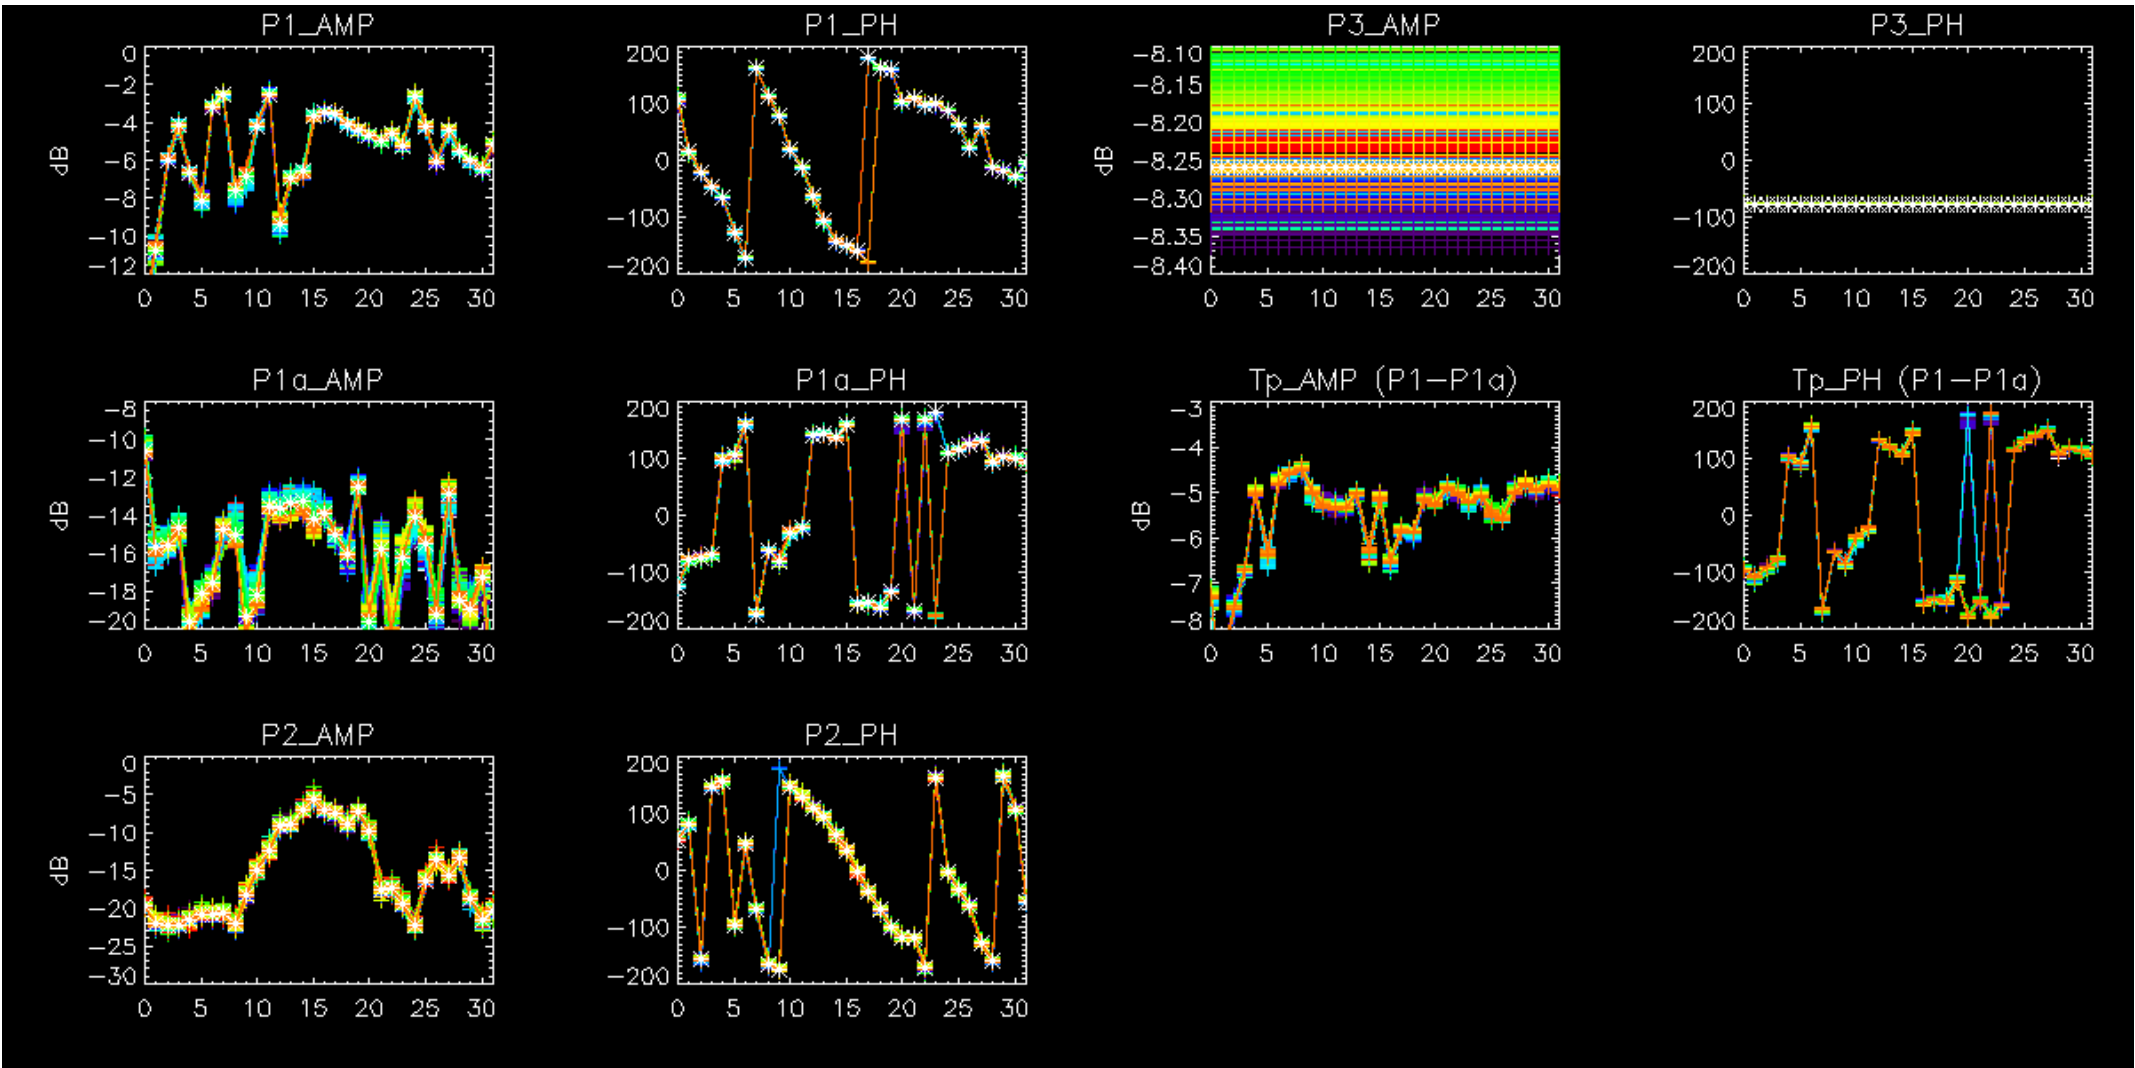 P1_AMP
P1_PH
P3_AMP
P3_PH
0
−2
−4
−6
−8
−10
−12
dB
0 5 10 15 20 25 30
200
100
0
−100
−200
0 5 10 15 20 25 30
−8.10
−8.15
−8.20
−8.25
−8.30
−8.35
−8.40
dB
0 5 10 15 20 25 30
200
100
0
−100
−200
0 5 10 15 20 25 30
P1a_AMP
P1a_PH
Tp_AMP (P1−P1a)
Tp_PH (P1−P1a)
−8
−10
−12
−14
−16
−18
−20
dB
0 5 10 15 20 25 30
200
100
0
−100
−200
0 5 10 15 20 25 30
−3
−4
−5
−6
−7
−8
dB
0 5 10 15 20 25 30
200
100
0
−100
−200
0 5 10 15 20 25 30
P2_AMP
P2_PH
0
−5
−10
−15
−20
−25
−30
dB
0 5 10 15 20 25 30
200
100
0
−100
−200
0 5 10 15 20 25 30